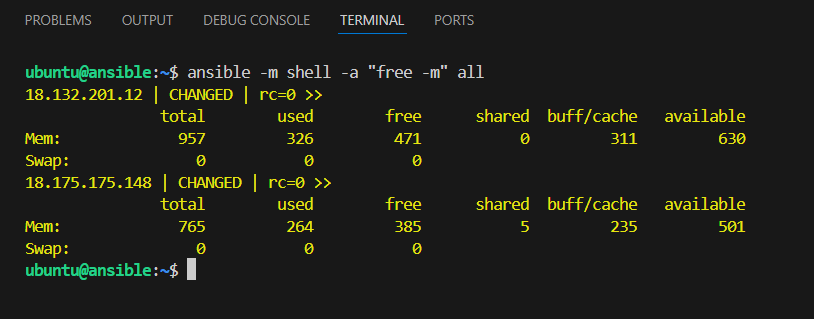 PROBLEMS OUTPUT DEBUG CONSOLE TERMINAL PORTS
ubuntu@ansible:~$ ansible -m shell -a "free -m" all
18.132.201.12 | CHANGED | rc=0 >>
total used free shared buff/cache available
Mem: 957 326 471 0 311 630
Swap: 0 0 0
18.175.175.148 | CHANGED | rc=0 >>
total used free shared buff/cache available
Mem: 765 264 385 5 235 501
Swap: 0 0 0
ubuntu@ansible:~$